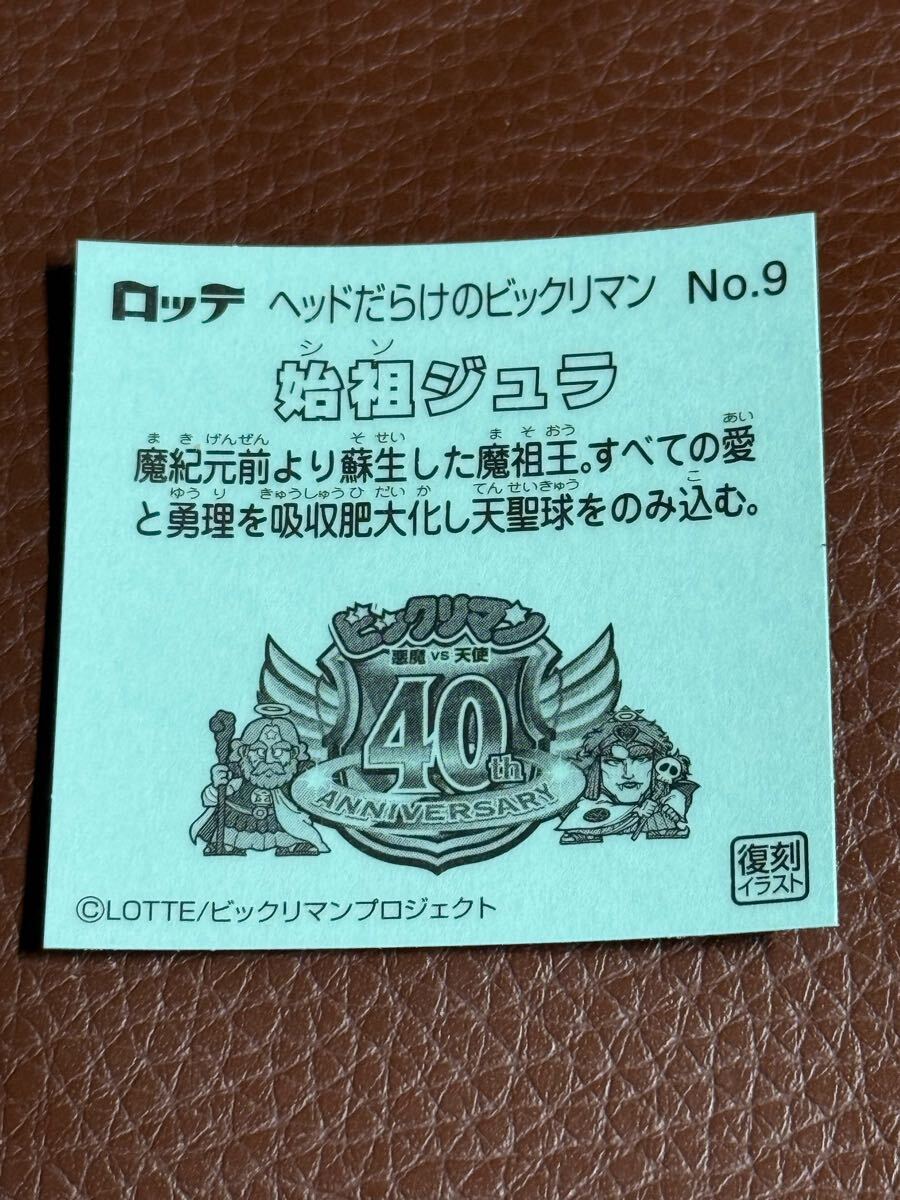 ロッテ ヘッドだらけのビックリマン No.9
シソ
始祖ジュラ
まきげんぜん そせい まそおう あい
魔紀元前より蘇生した魔祖王。すべての愛
ゆうり きゅうしゅうひだいか てんせいきゅう こ
と勇理を吸収肥大化し天聖球をのみ込む。
ビックリマン
悪魔 VS 天使
40th
ANNIVERSARY
復刻
イラスト
©LOTTE/ビックリマンプロジェクト